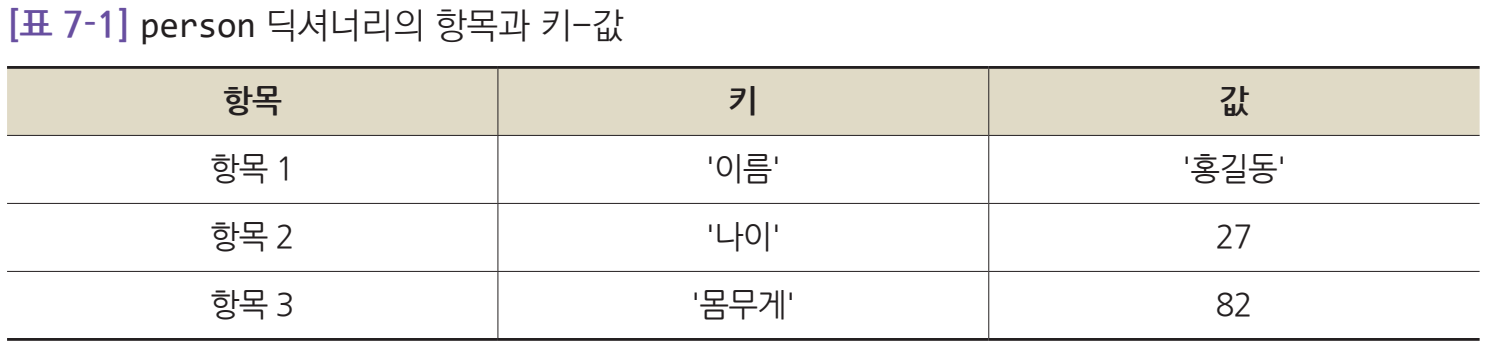 [표 7-1] person 딕셔너리의 항목과 키-값
항목 키 값
항목 1 '이름' '홍길동'
항목 2 '나이' 27
항목 3 '몸무게' 82